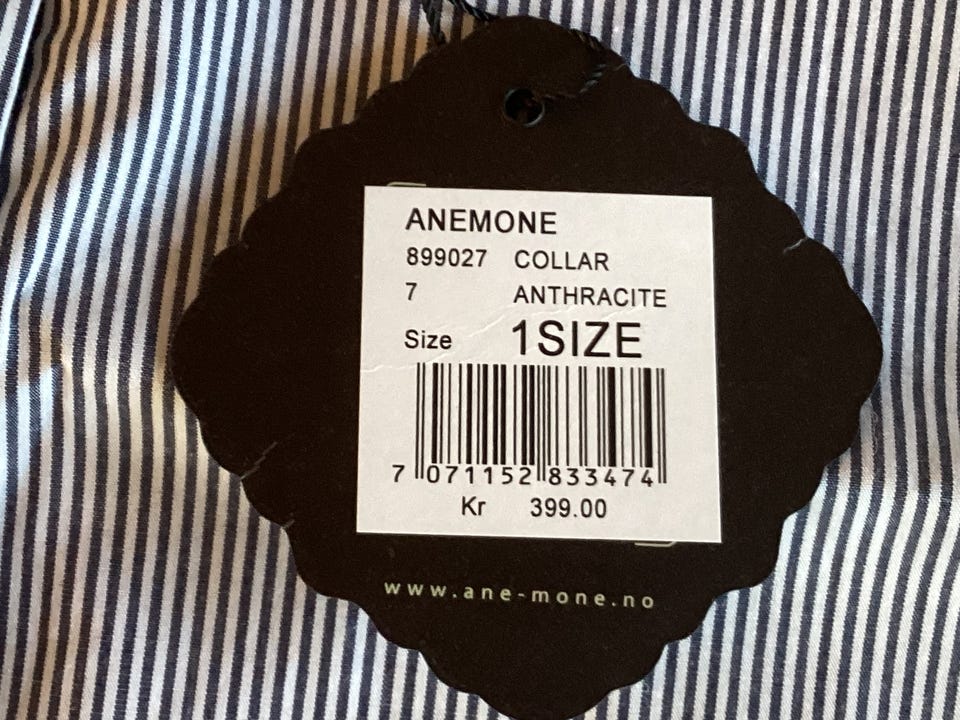 ANEMONE
899027 COLLAR
7 ANTHRACITE
Size 1SIZE
7 071152 833474
Kr 399.00
www.ane-mone.no